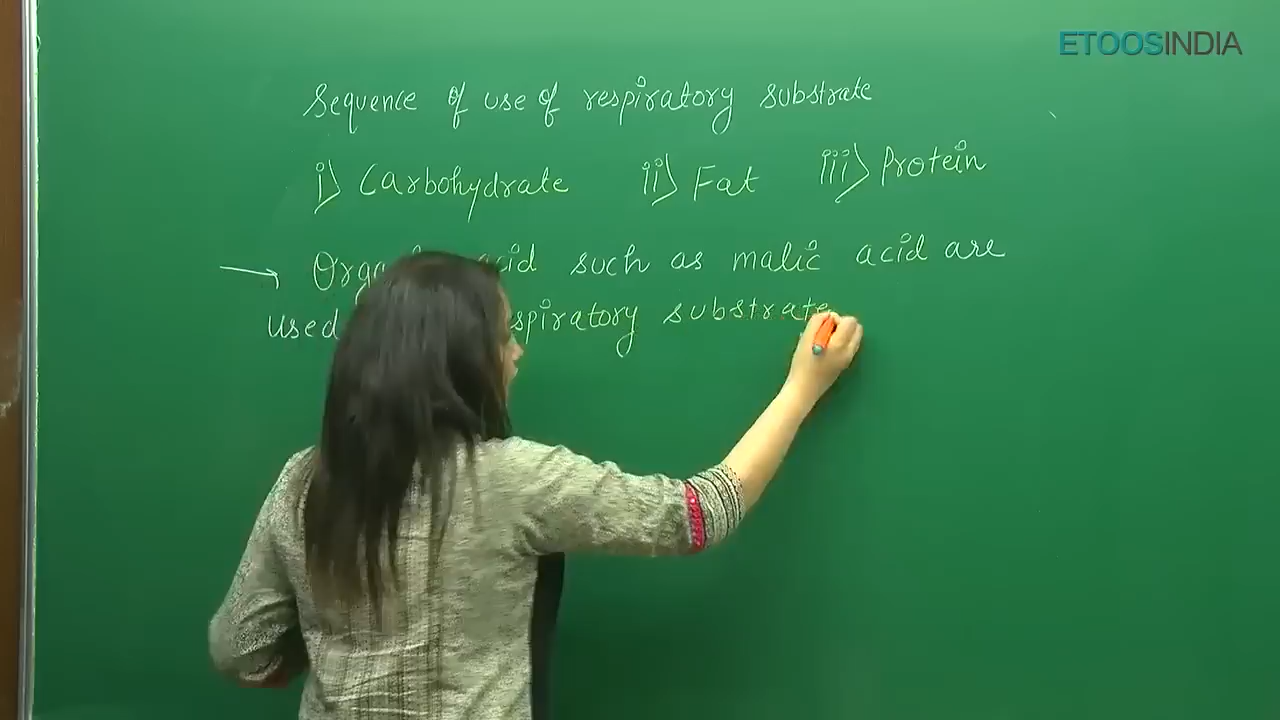 ETOOSINDIA
Sequence of use of respiratory substrate
i) Carbohydrate ii) Fat iii) Protein
→ acid such as malic acid are
used substrate